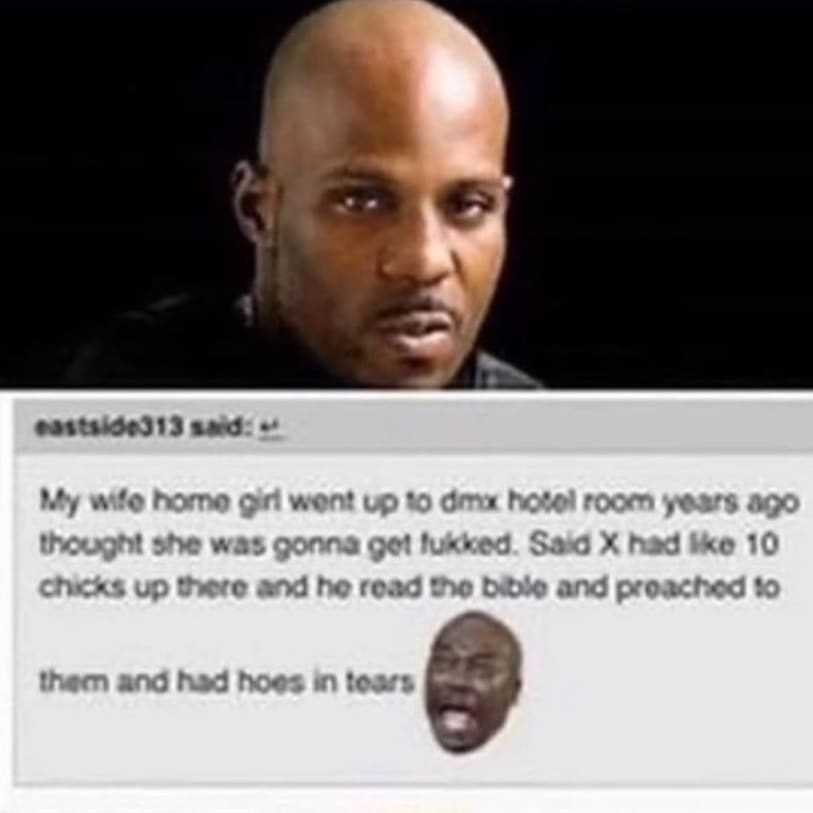 eastside313 said: ↵
My wife home girl went up to dmx hotel room years ago
thought she was gonna get fukked. Said X had like 10
chicks up there and he read the bible and preached to
them and had hoes in tears